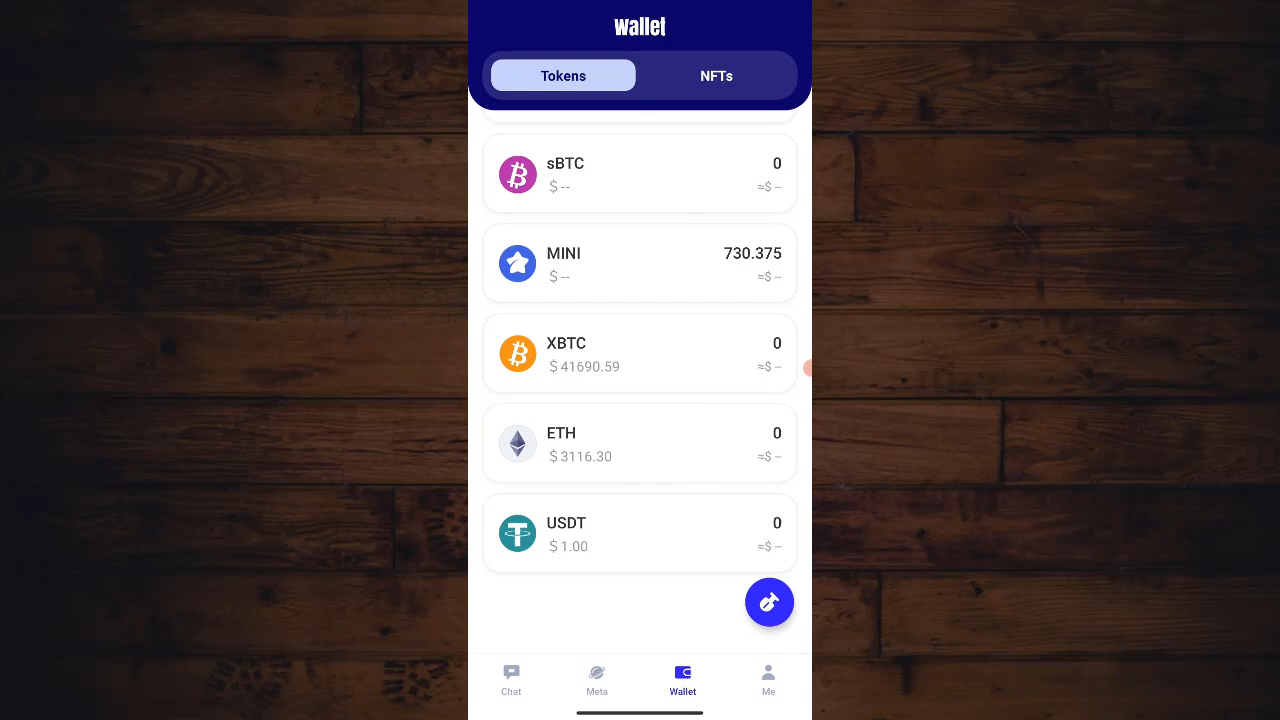 Wallet
Tokens
NFTs
sBTC
0
$ --
≈$ --
MINI
730.375
$ --
≈$ --
XBTC
0
$ 41690.59
≈$ --
ETH
0
$ 3116.30
≈$ --
USDT
0
$ 1.00
≈$ --
Chat
Meta
Wallet
Me